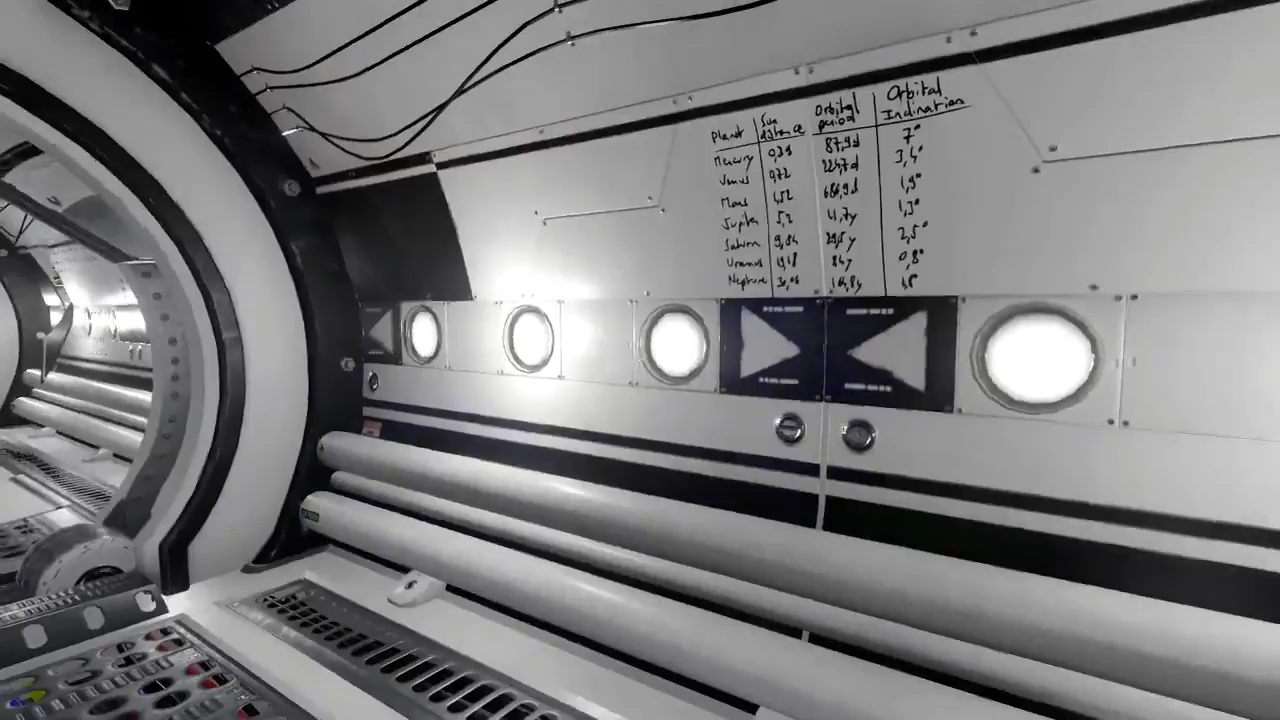 Planet Sun distance Orbital period Orbital Inclination
Mercury 0,39 87,9d 7°
Venus 0,72 224,7d 3,4°
Mars 1,52 686,9d 1,9°
Jupiter 5,2 11,7y 1,3°
Saturn 9,54 29,5y 2,5°
Uranus 19,18 84y 0,8°
Neptune 30,06 164,8y 1,8°